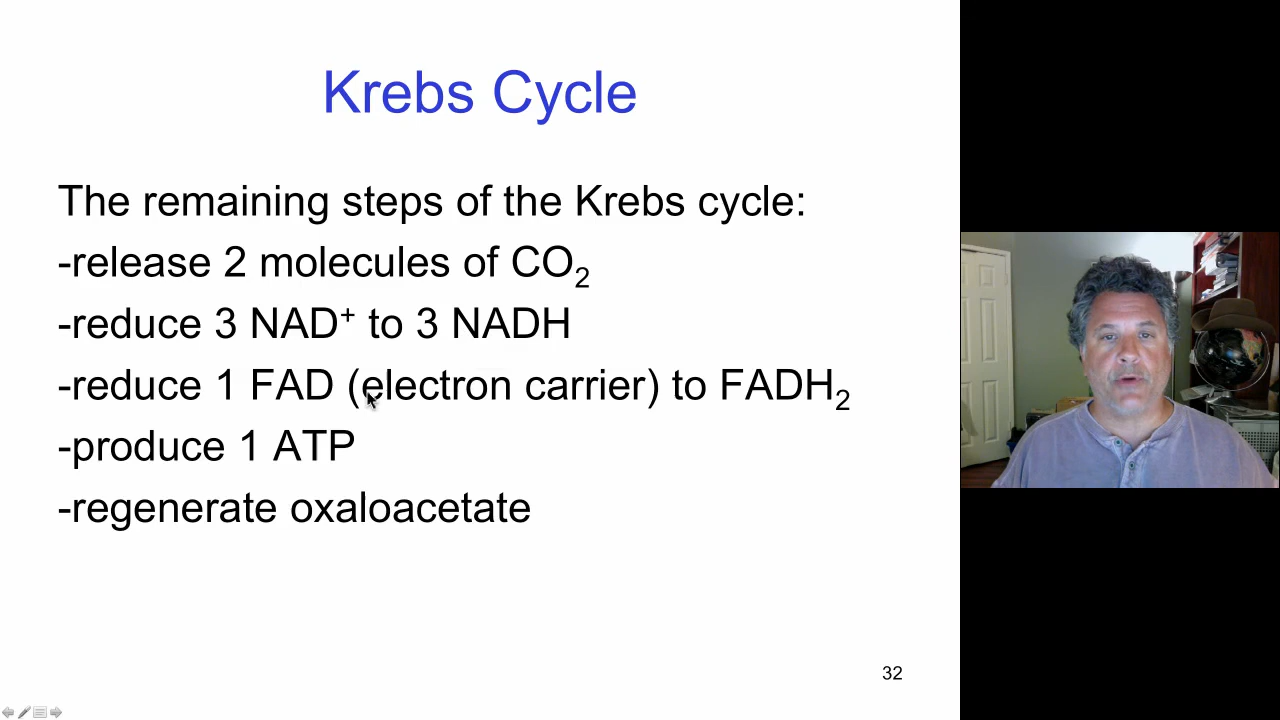 Krebs Cycle
The remaining steps of the Krebs cycle:
-release 2 molecules of CO₂
-reduce 3 NAD⁺ to 3 NADH
-reduce 1 FAD (electron carrier) to FADH₂
-produce 1 ATP
-regenerate oxaloacetate
32